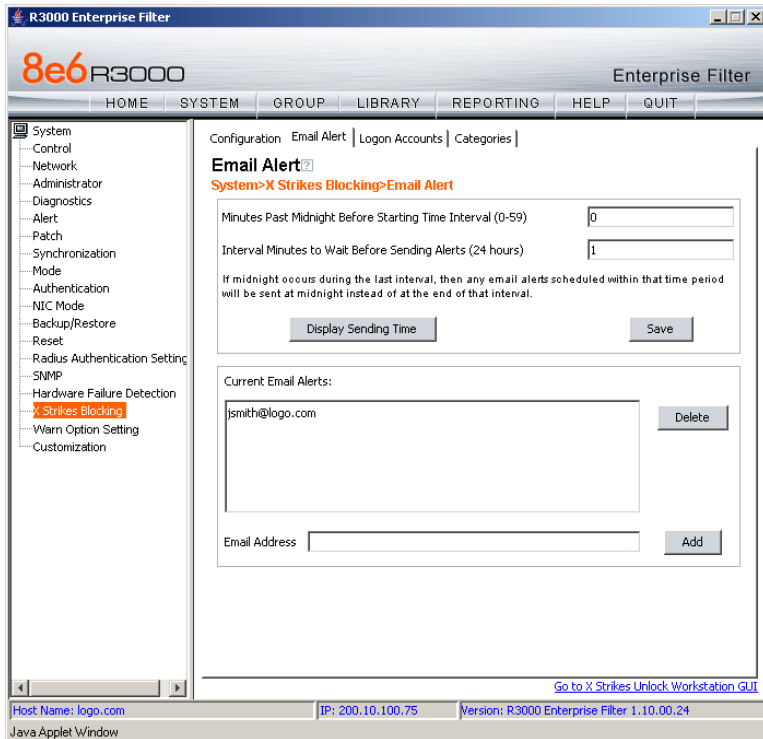 R3000 Enterprise Filter
8e6 R3000
Enterprise Filter
HOME SYSTEM GROUP LIBRARY REPORTING HELP QUIT
System
Control
Network
Administrator
Diagnostics
Alert
Patch
Synchronization
Mode
Authentication
NIC Mode
Backup/Restore
Reset
Radius Authentication Setting
SNMP
Hardware Failure Detection
X Strikes Blocking
Warn Option Setting
Customization
Configuration Email Alert Logon Accounts Categories
Email Alert ?
System>X Strikes Blocking>Email Alert
Minutes Past Midnight Before Starting Time Interval (0-59) 0
Interval Minutes to Wait Before Sending Alerts (24 hours) 1
If midnight occurs during the last interval, then any email alerts scheduled within that time period
will be sent at midnight instead of at the end of that interval.
Display Sending Time Save
Current Email Alerts:
jsmith@logo.com
Delete
Email Address Add
Go to X Strikes Unlock Workstation GUI
Host Name: logo.com IP: 200.10.100.75 Version: R3000 Enterprise Filter 1.10.00.24
Java Applet Window